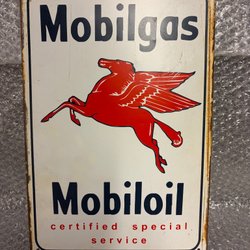 Mobilgas
Mobiloil
certified special
service